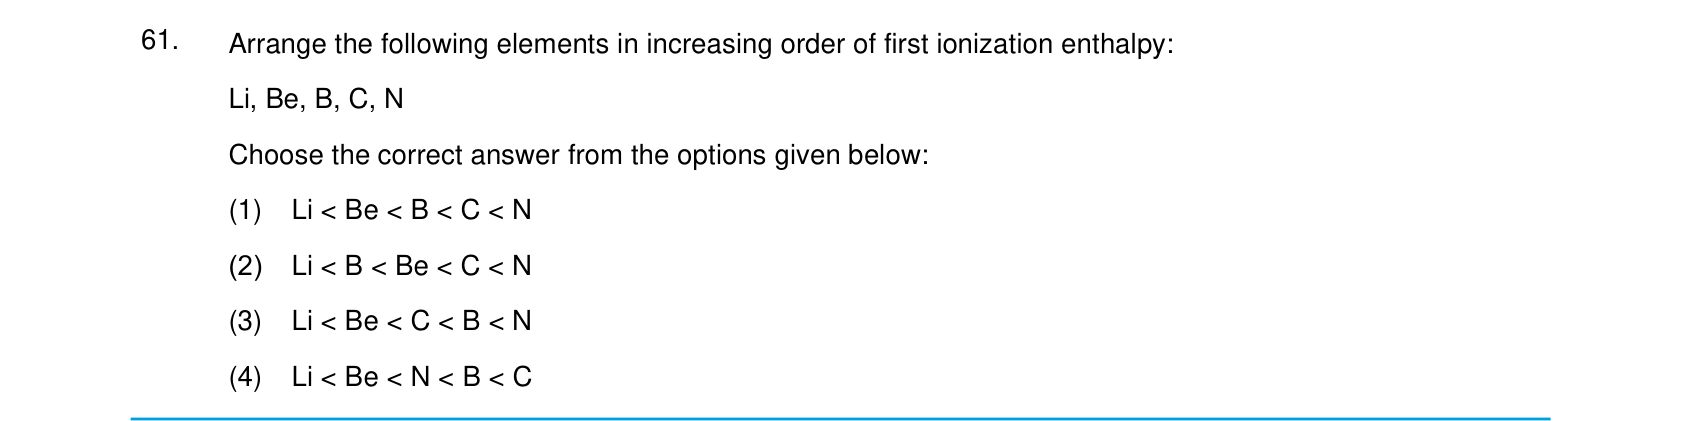 61. Arrange the following elements in increasing order of first ionization enthalpy:
Li, Be, B, C, N
Choose the correct answer from the options given below:
(1) Li < Be < B < C < N
(2) Li < B < Be < C < N
(3) Li < Be < C < B < N
(4) Li < Be < N < B < C